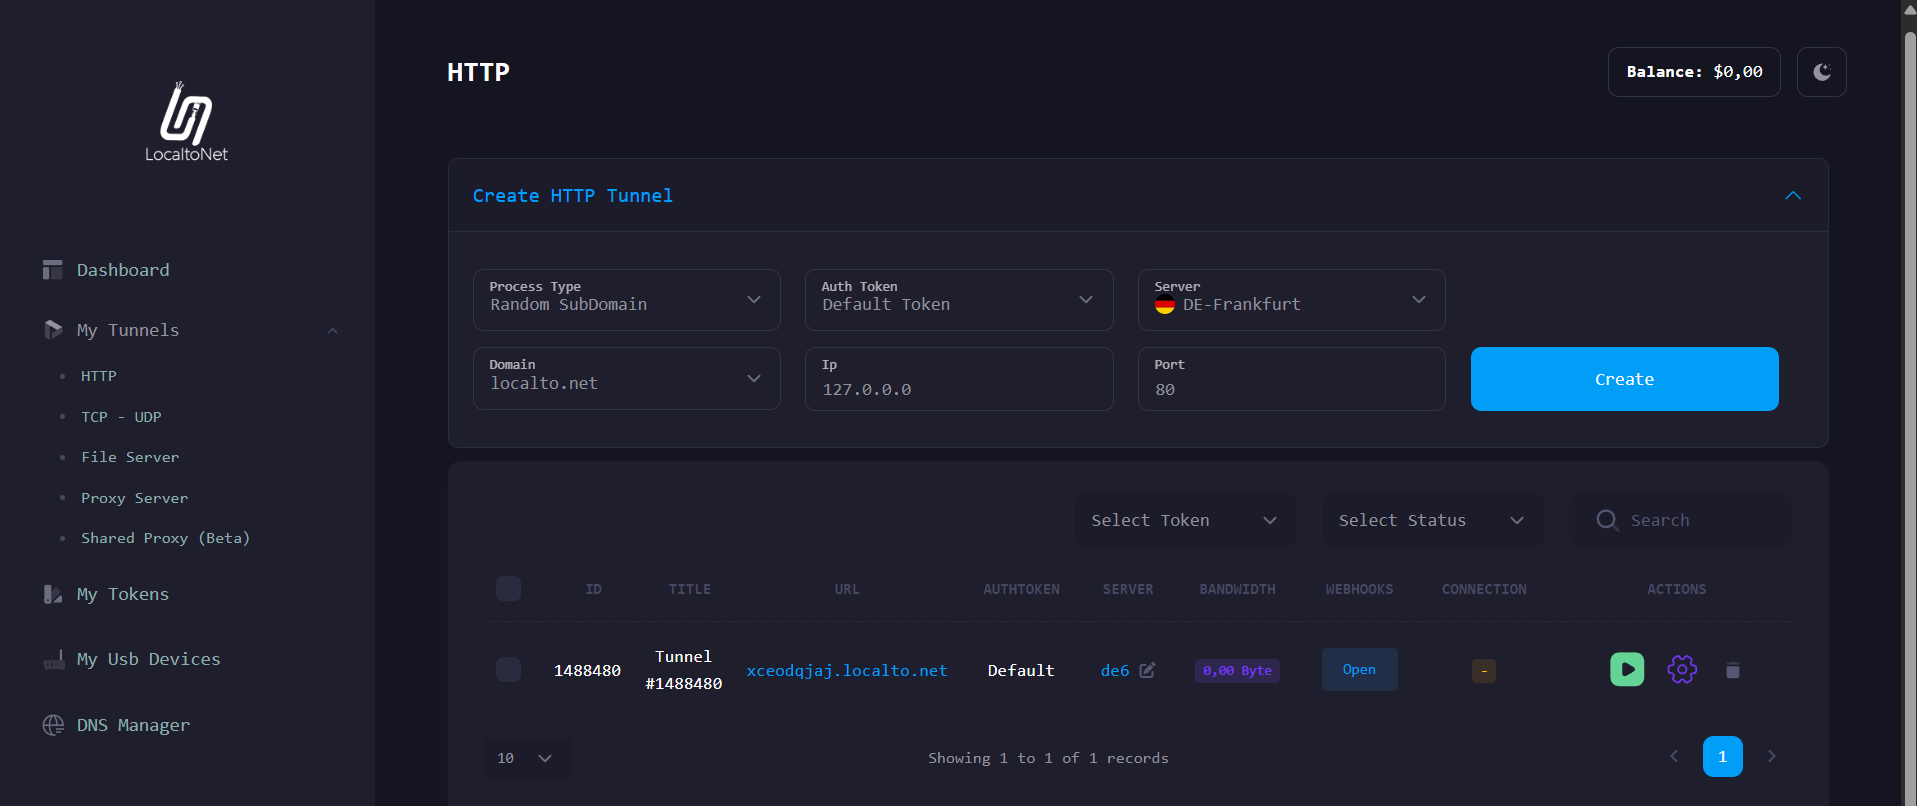 LocaltoNet
Dashboard
My Tunnels
HTTP
TCP - UDP
File Server
Proxy Server
Shared Proxy (Beta)
My Tokens
My Usb Devices
DNS Manager
HTTP
Balance: $0,00
Create HTTP Tunnel
Process Type
Random SubDomain
Auth Token
Default Token
Server
DE-Frankfurt
Domain
localto.net
Ip
127.0.0.0
Port
80
Create
Select Token
Select Status
Search
ID TITLE URL AUTHTOKEN SERVER BANDWIDTH WEBHOOKS CONNECTION ACTIONS
1488480 Tunnel #1488480 xceodqjaj.localto.net Default de6 0,00 Byte Open -
10
Showing 1 to 1 of 1 records
1